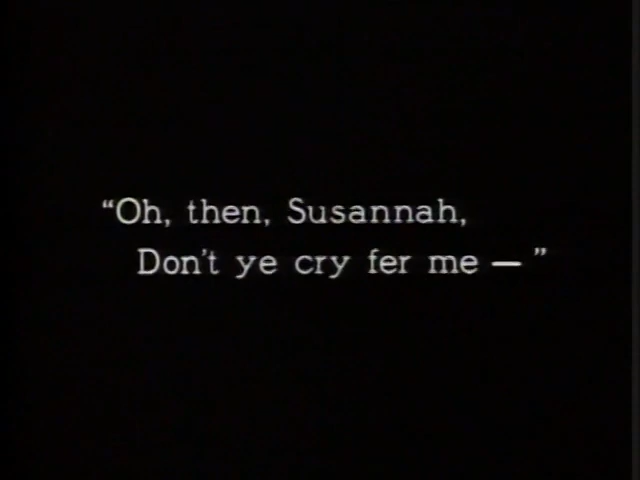 “Oh, then, Susannah,
Don't ye cry fer me — ”